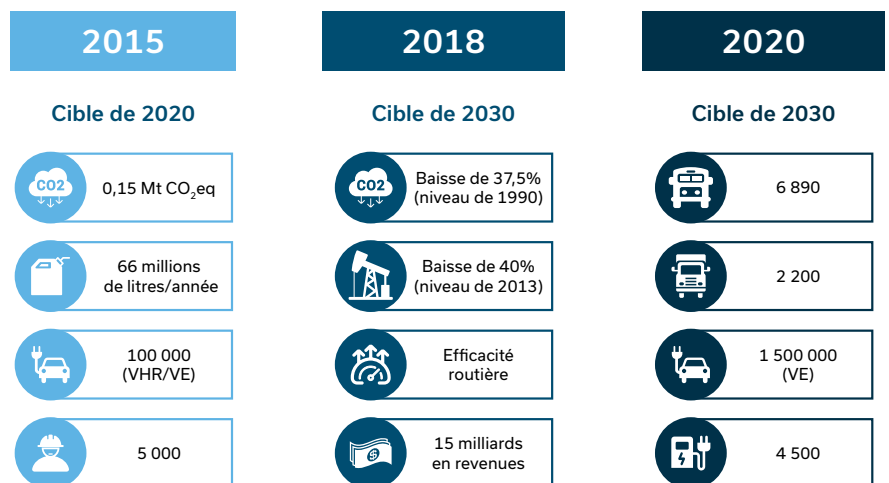 2015
Cible de 2020
CO2
0,15 Mt CO₂eq
66 millions
de litres/année
100 000
(VHR/VE)
5 000
2018
Cible de 2030
CO2
Baisse de 37,5%
(niveau de 1990)
Baisse de 40%
(niveau de 2013)
Efficacité
routière
$
15 milliards
en revenues
2020
Cible de 2030
6 890
2 200
1 500 000
(VE)
4 500